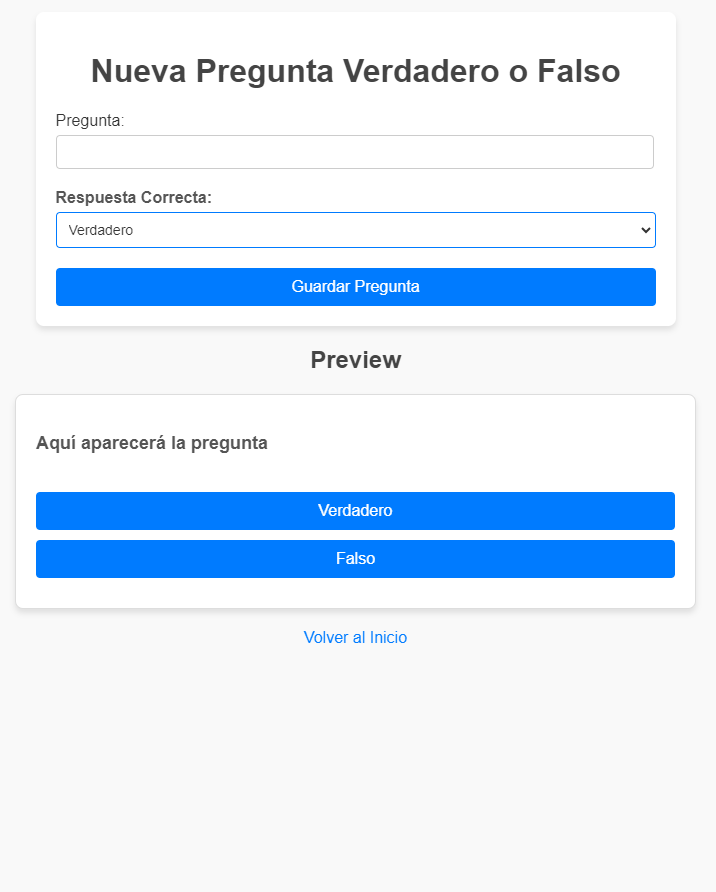 Nueva Pregunta Verdadero o Falso
Pregunta:
Respuesta Correcta:
Verdadero
Guardar Pregunta
Preview
Aquí aparecerá la pregunta
Verdadero
Falso
Volver al Inicio